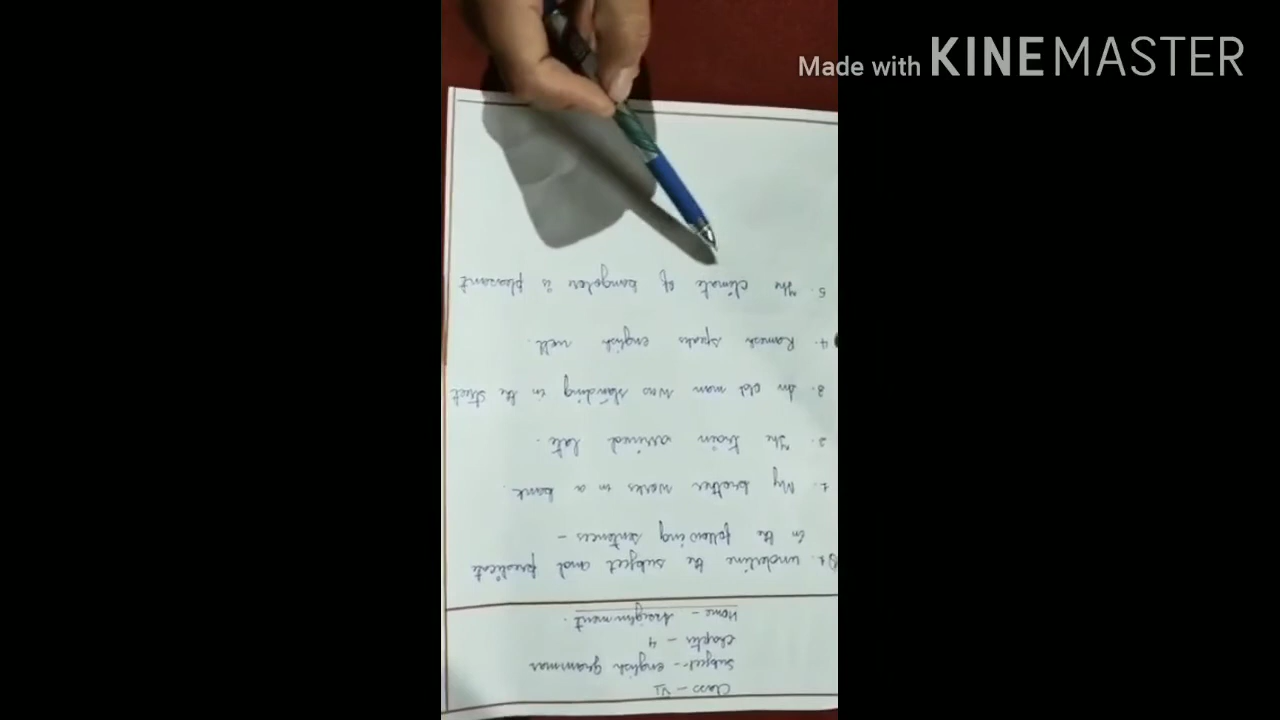 Made with KINEMASTER
Class - VI
Subject - english grammar
Chapter - 4
Home - Assignment.
Q1. underline the subject and predicate
in the following sentences -
1. My brother works in a bank.
2. The train arrived late.
3. An old man was standing in the street
4. Ramesh speaks english well.
5. The climate of bangolore is pleasant